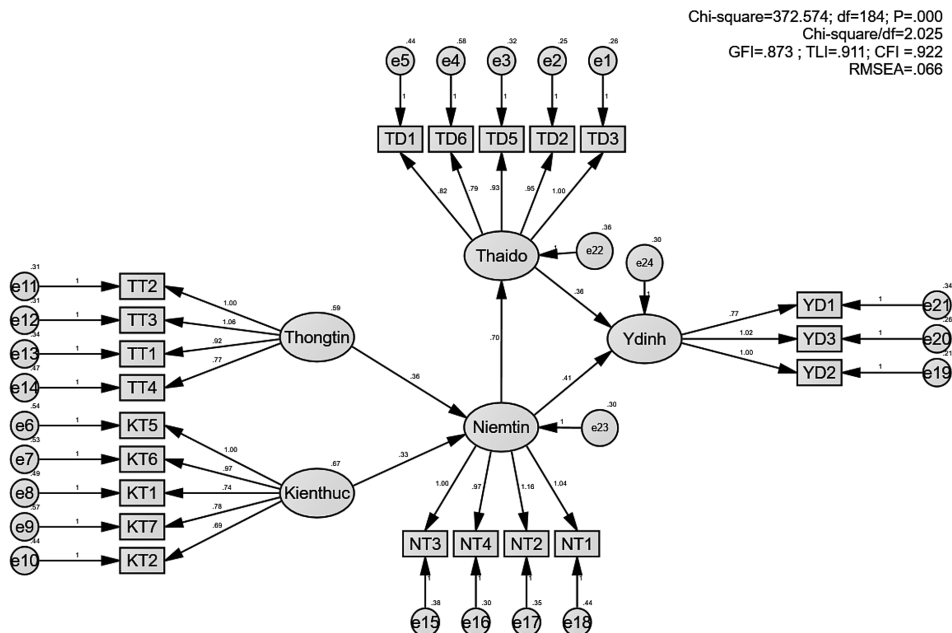 Chi-square=372.574; df=184; P=.000
Chi-square/df=2.025
GFI=.873 ; TLI=.911; CFI =.922
RMSEA=.066
.44 .58 .32 .25 .26
e5 e4 e3 e2 e1
1 1 1 1 1
TD1 TD6 TD5 TD2 TD3
.82 .79 .93 .95 1.00
.36
Thaido 1 e22
.30
e24
1
.36
.31
e11 1 TT2
1.00
.31
e12 1 TT3
1.06
.34
e13 1 TT1
.92
.47
e14 1 TT4
.77
.59
Thongtin
.36
.70
Ydinh
.77
YD1 1 e21
.34
1.02
YD3 1 e20
.26
1.00
YD2 1 e19
.21
.41
.54
e6 1 KT5
1.00
.53
e7 1 KT6
.97
.49
e8 1 KT1
.74
.57
e9 1 KT7
.78
.44
e10 1 KT2
.69
.67
Kienthuc
.33
Niemtin 1 e23
.30
1.00 .97 1.16 1.04
NT3 NT4 NT2 NT1
1 1 1 1
.38 .30 .35 .44
e15 e16 e17 e18